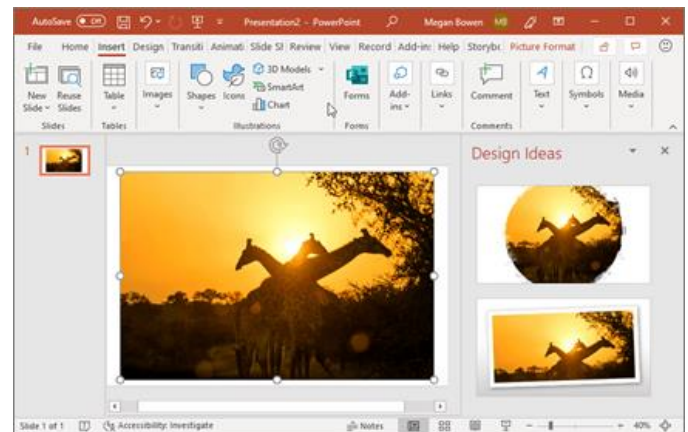 AutoSave Off Presentation2 - PowerPoint Megan Bowen MB
File Home Insert Design Transiti Animati Slide Sl Review View Record Add-in: Help Storybc Picture Format
New Slide Reuse Slides Table Images Shapes Icons 3D Models SmartArt Chart Forms Add-ins Links Comment Text Symbols Media
Slides Tables Illustrations Forms Comments
1
Design Ideas
Slide 1 of 1 Accessibility: Investigate Notes 40%